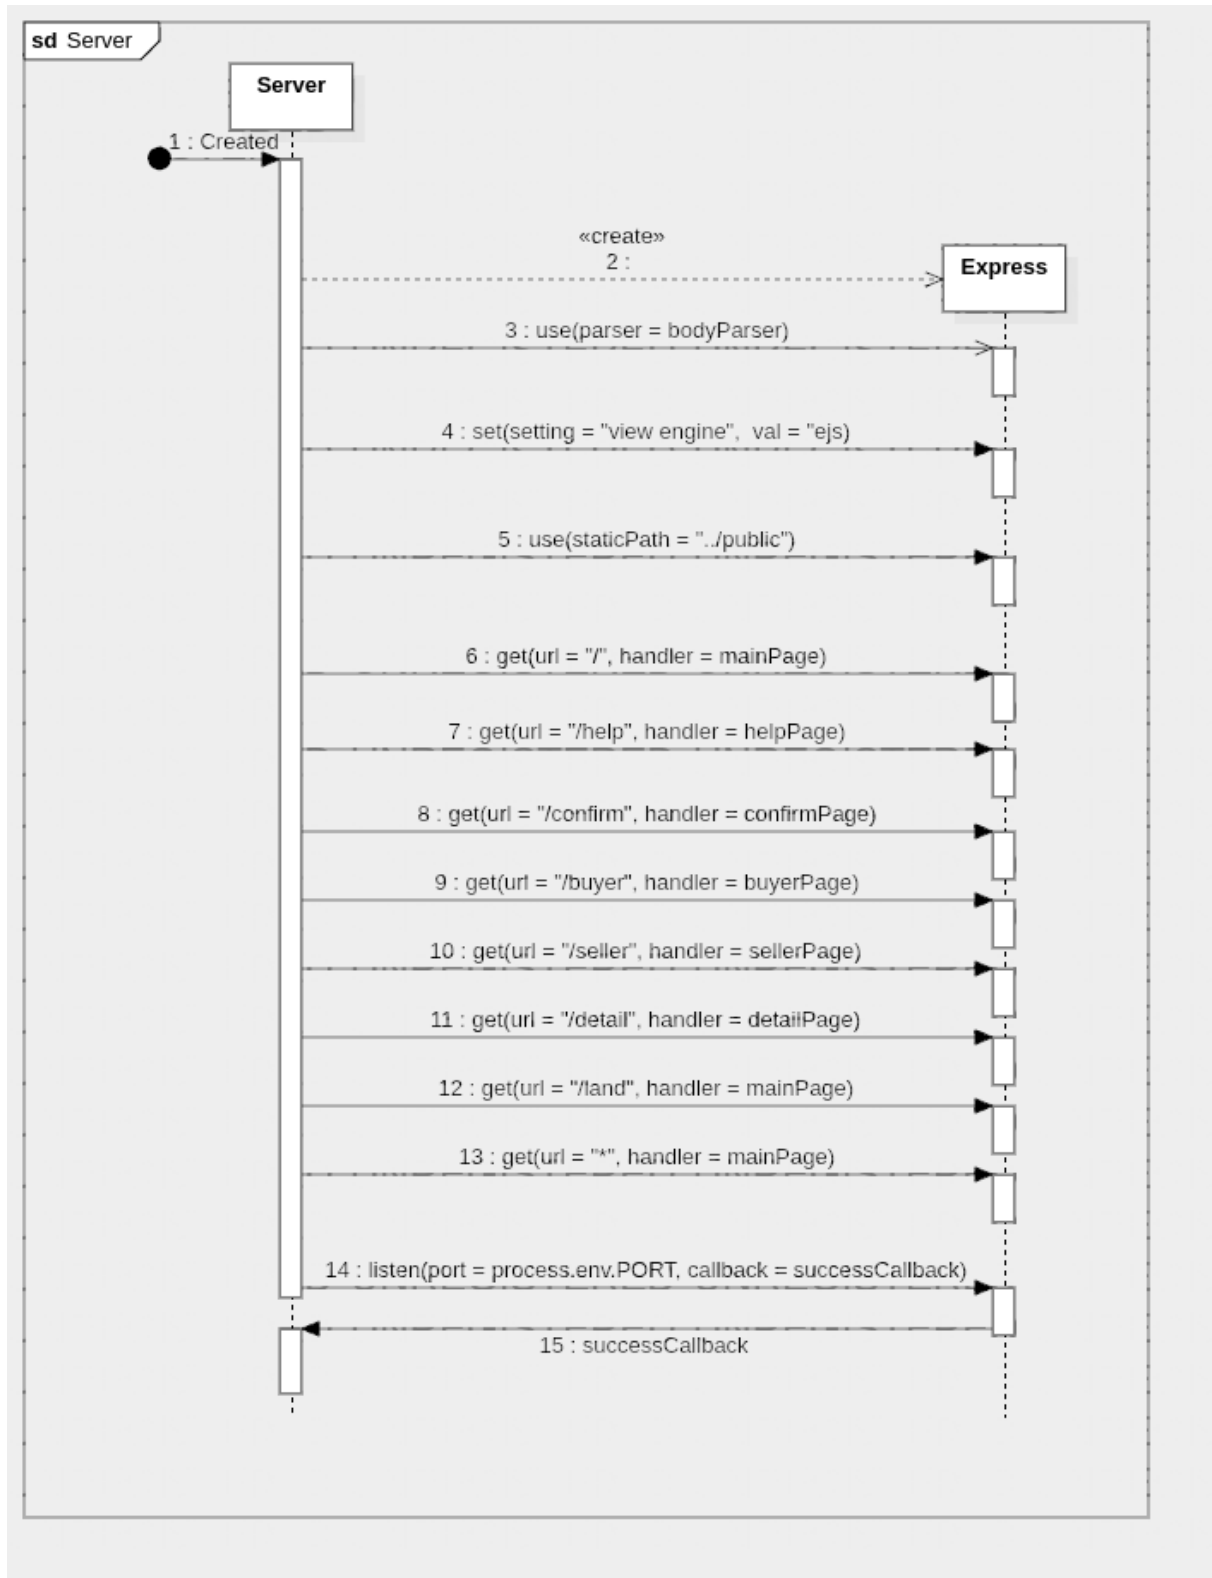 sd Server
Server
1 : Created
«create»
2 :
Express
3 : use(parser = bodyParser)
4 : set(setting = "view engine",  val = "ejs)
5 : use(staticPath = "../public")
6 : get(url = "/", handler = mainPage)
7 : get(url = "/help", handler = helpPage)
8 : get(url = "/confirm", handler = confirmPage)
9 : get(url = "/buyer", handler = buyerPage)
10 : get(url = "/seller", handler = sellerPage)
11 : get(url = "/detail", handler = detailPage)
12 : get(url = "/land", handler = mainPage)
13 : get(url = "*", handler = mainPage)
14 : listen(port = process.env.PORT, callback = successCallback)
15 : successCallback